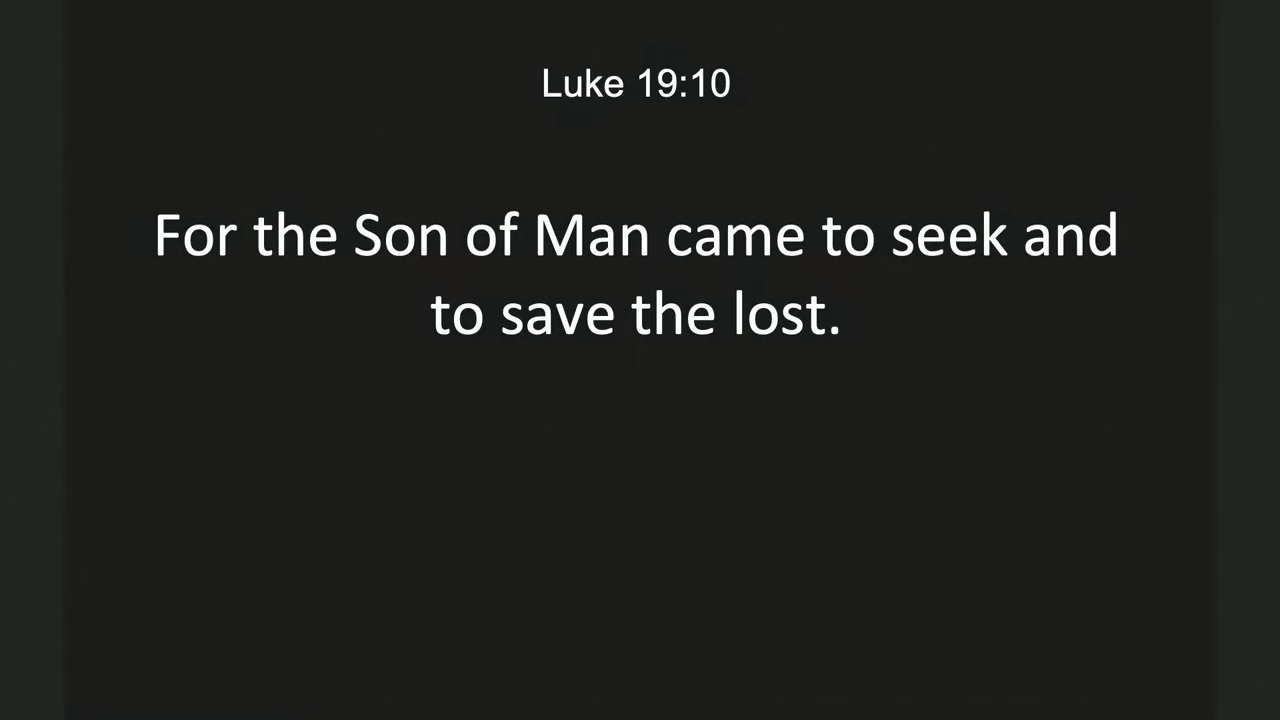 Luke 19:10
For the Son of Man came to seek and
to save the lost.